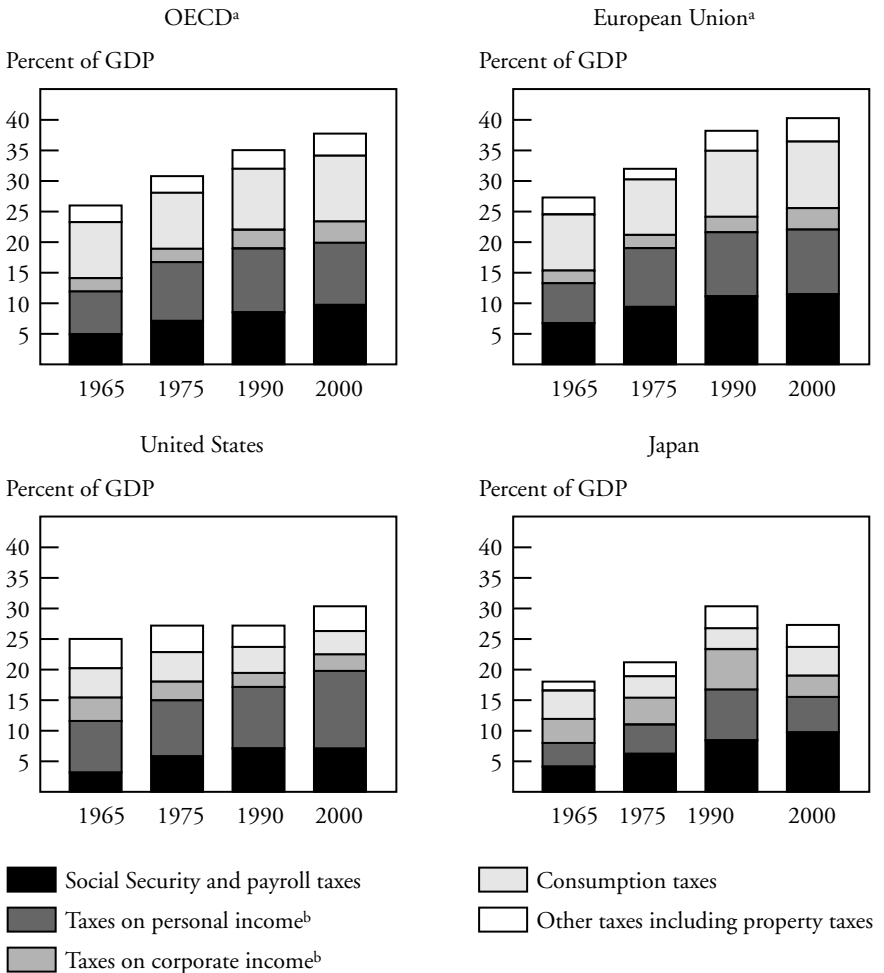 OECDᵃ
Percent of GDP
40
35
30
25
20
15
10
5
1965 1975 1990 2000
European Unionᵃ
Percent of GDP
40
35
30
25
20
15
10
5
1965 1975 1990 2000
United States
Percent of GDP
40
35
30
25
20
15
10
5
1965 1975 1990 2000
Japan
Percent of GDP
40
35
30
25
20
15
10
5
1965 1975 1990 2000
Social Security and payroll taxes
Taxes on personal incomeᵇ
Taxes on corporate incomeᵇ
Consumption taxes
Other taxes including property taxes